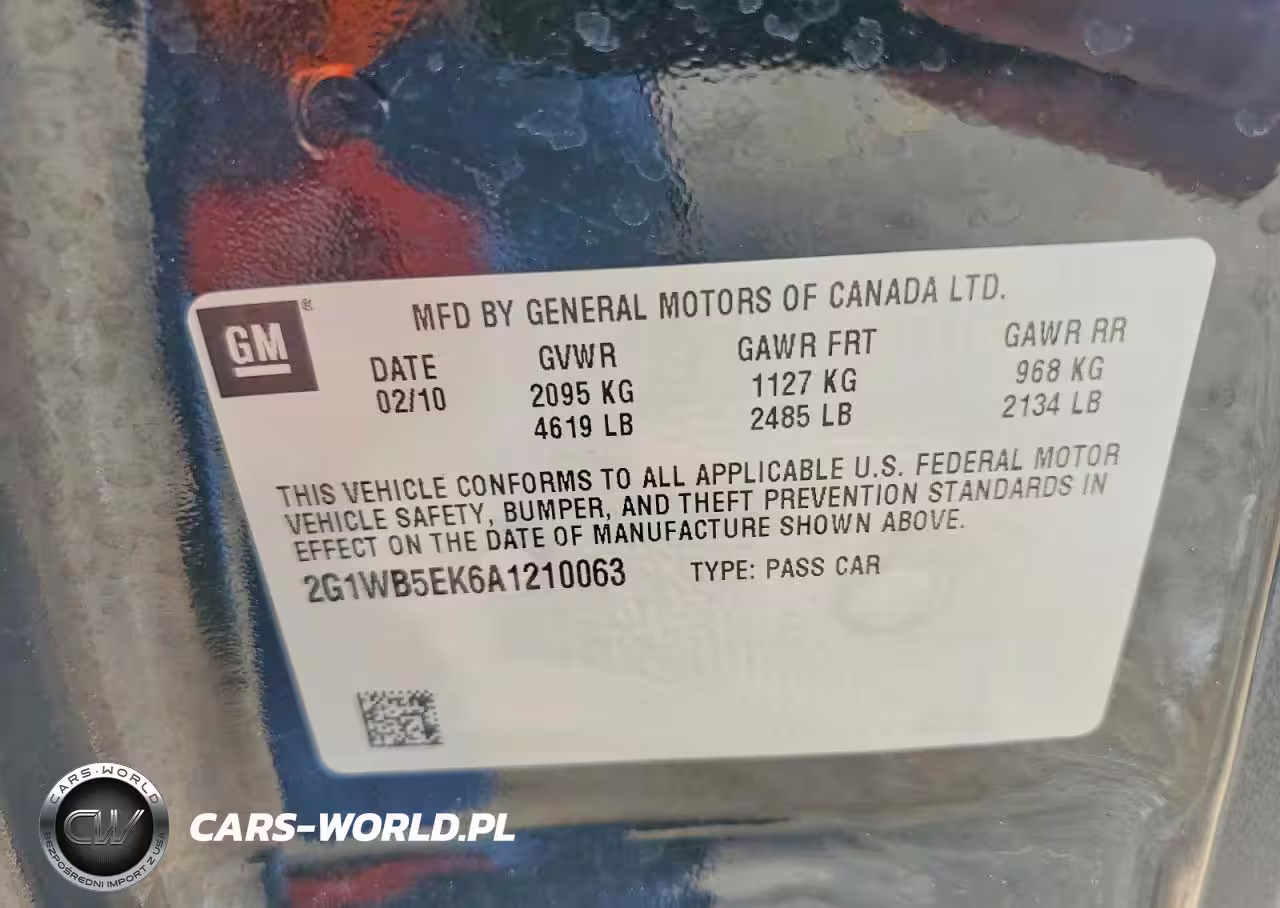 GM ®
MFD BY GENERAL MOTORS OF CANADA LTD.
DATE GVWR GAWR FRT GAWR RR
02/10 2095 KG 1127 KG 968 KG
4619 LB 2485 LB 2134 LB
THIS VEHICLE CONFORMS TO ALL APPLICABLE U.S. FEDERAL MOTOR
VEHICLE SAFETY, BUMPER, AND THEFT PREVENTION STANDARDS IN
EFFECT ON THE DATE OF MANUFACTURE SHOWN ABOVE.
2G1WB5EK6A1210063 TYPE: PASS CAR
CARS-WORLD
CW
BEZPOŚREDNI IMPORT Z USA
CARS-WORLD.PL